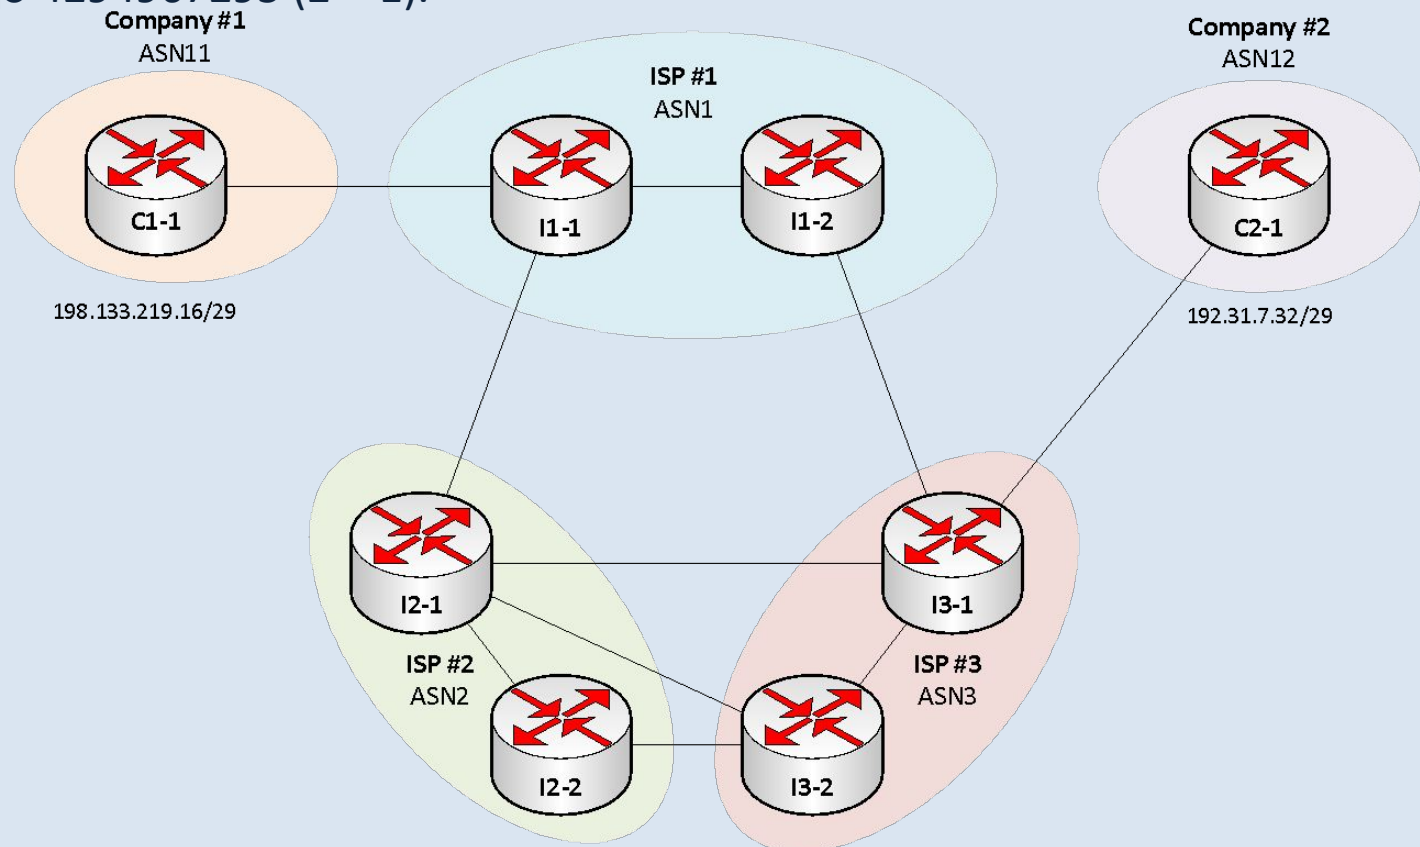 Company #1
ASN11
ISP #1
ASN1
Company #2
ASN12
C1-1
I1-1
I1-2
C2-1
198.133.219.16/29
192.31.7.32/29
I2-1
I3-1
ISP #2
ASN2
ISP #3
ASN3
I2-2
I3-2